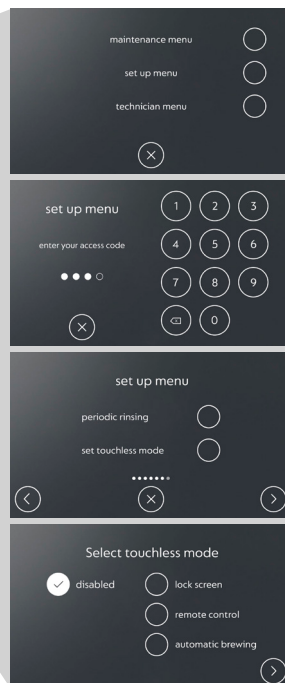 maintenance menu
set up menu
technician menu
set up menu
enter your access code
1 2 3
4 5 6
7 8 9
0
set up menu
periodic rinsing
set touchless mode
Select touchless mode
disabled lock screen
remote control
automatic brewing